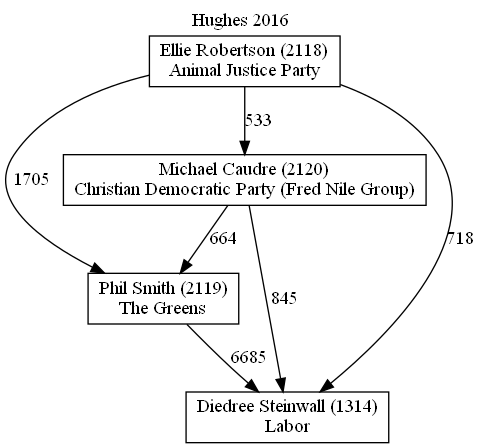 Hughes 2016
Ellie Robertson (2118)
Animal Justice Party
533
Michael Caudre (2120)
Christian Democratic Party (Fred Nile Group)
1705
664
718
Phil Smith (2119)
The Greens
845
6685
Diedree Steinwall (1314)
Labor